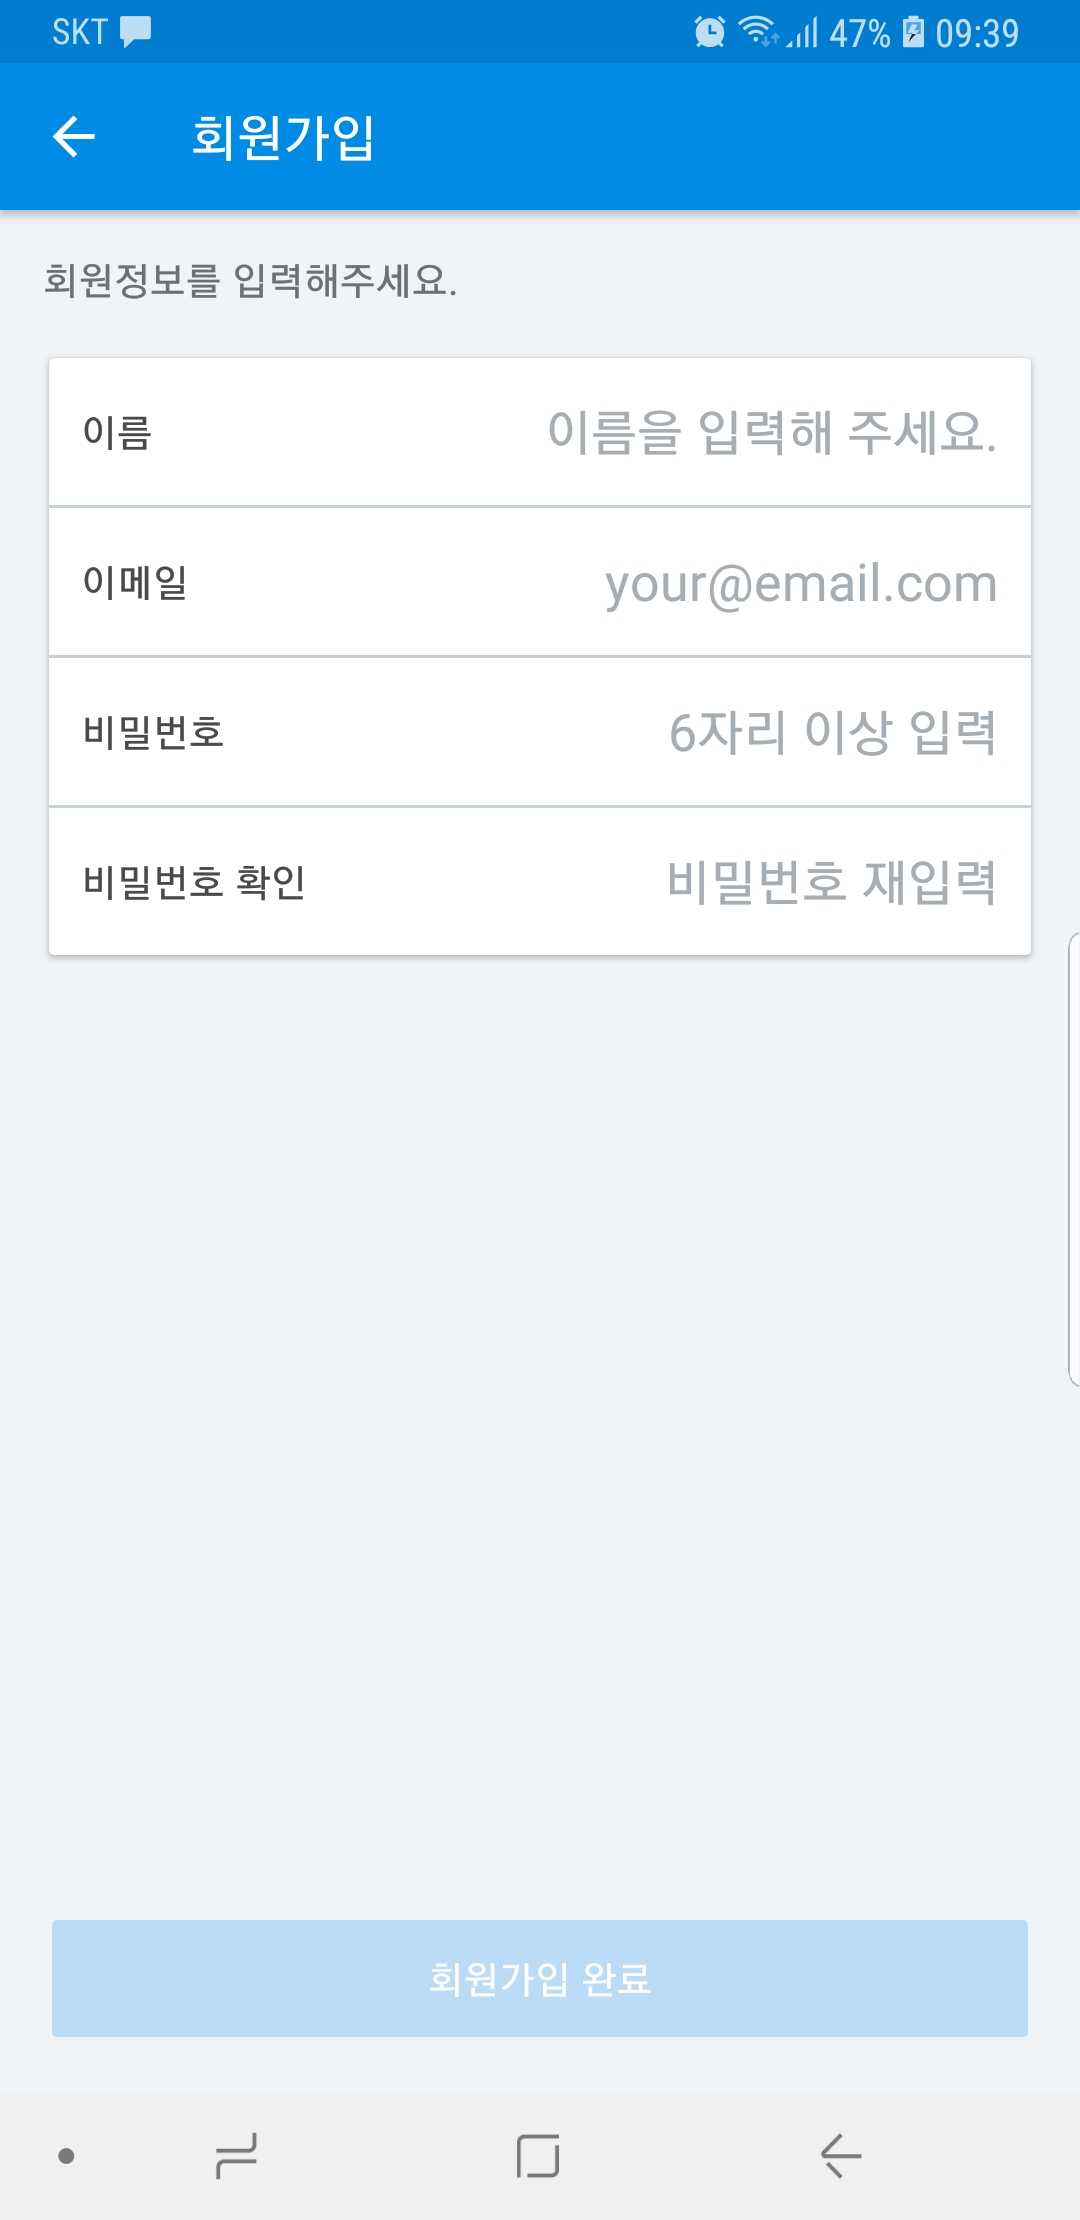 SKT 47% 09:39
회원가입
회원정보를 입력해주세요.
이름 이름을 입력해 주세요.
이메일 your@email.com
비밀번호 6자리 이상 입력
비밀번호 확인 비밀번호 재입력
회원가입 완료